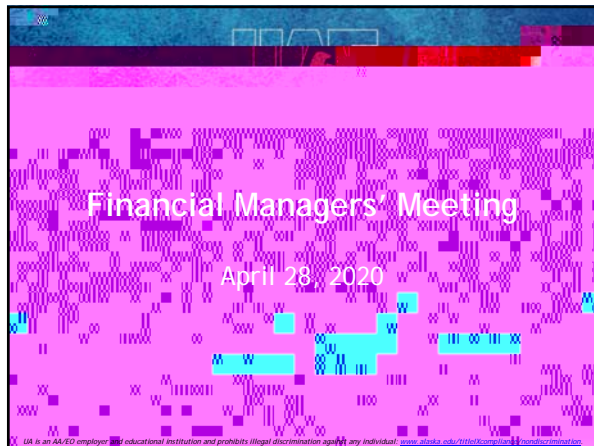 Financial Managers' Meeting
April 28, 2020
UA is an AA/EO employer and educational institution and prohibits illegal discrimination against any individual: www.alaska.edu/titleIXcompliance/nondiscrimination.